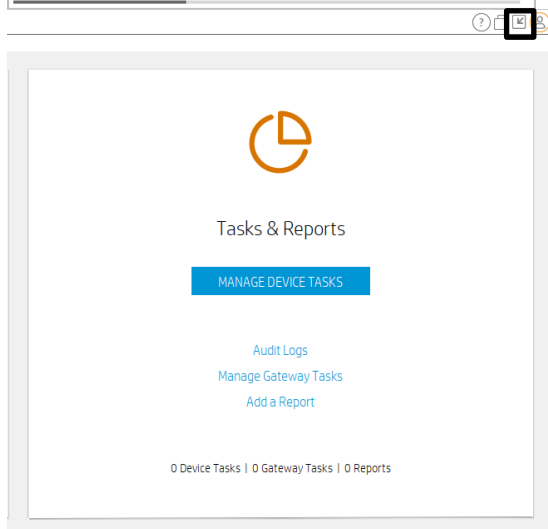 ?
Tasks & Reports
MANAGE DEVICE TASKS
Audit Logs
Manage Gateway Tasks
Add a Report
0 Device Tasks | 0 Gateway Tasks | 0 Reports